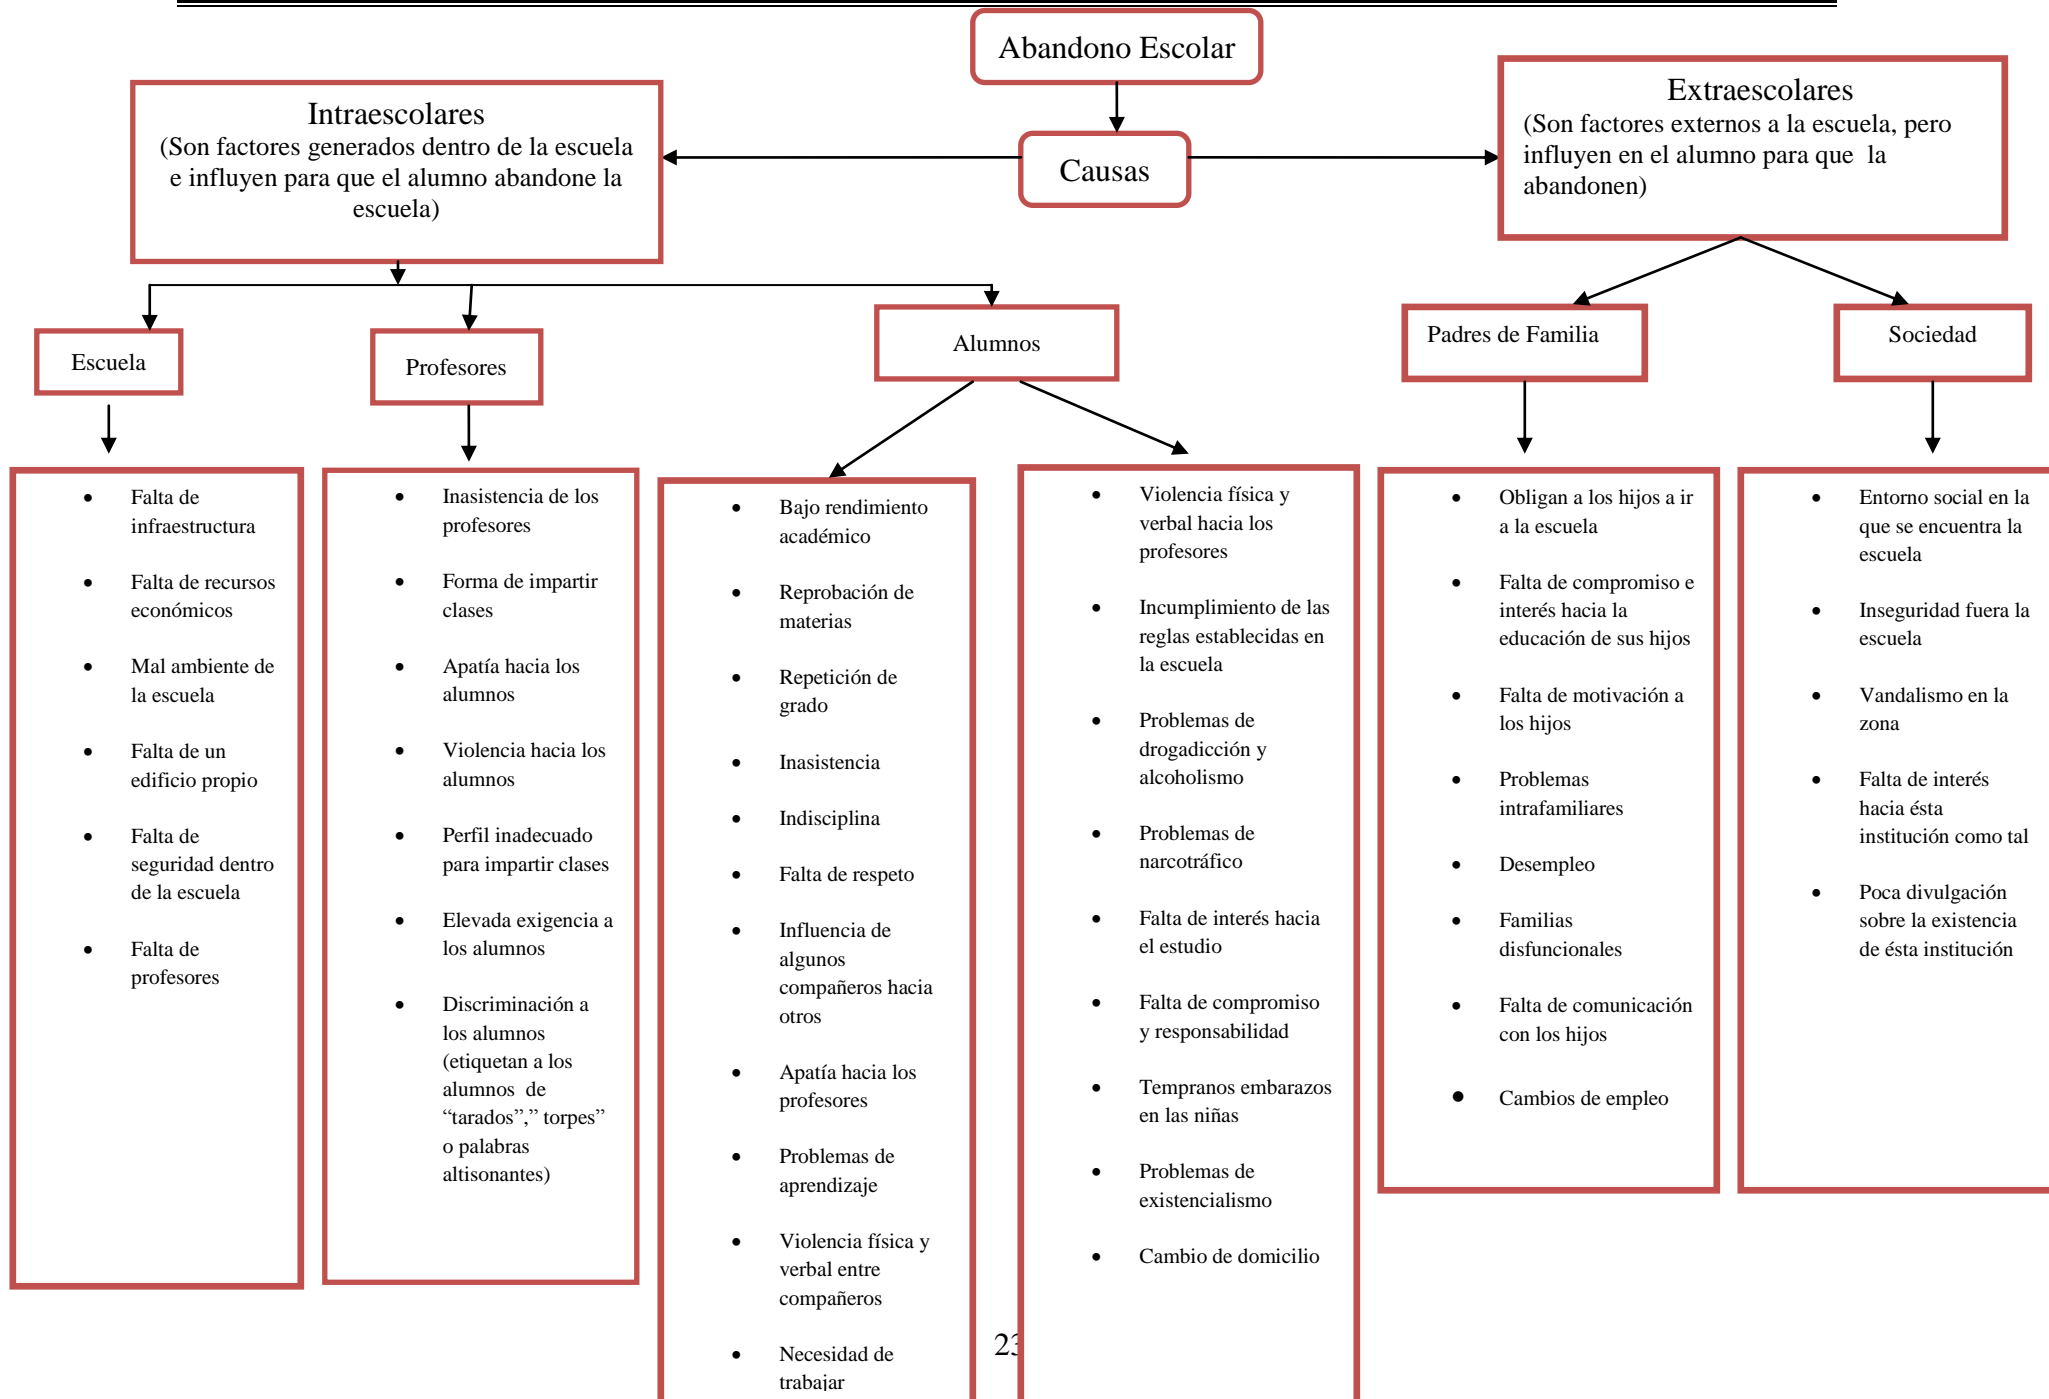 Abandono Escolar
Causas
Intraescolares
(Son factores generados dentro de la escuela
e influyen para que el alumno abandone la
escuela)
Extraescolares
(Son factores externos a la escuela, pero
influyen en el alumno para que  la
abandonen)
Escuela
Profesores
Alumnos
Padres de Familia
Sociedad
• Falta de
infraestructura
• Falta de recursos
económicos
• Mal ambiente de
la escuela
• Falta de un
edificio propio
• Falta de
seguridad dentro
de la escuela
• Falta de
profesores
• Inasistencia de los
profesores
• Forma de impartir
clases
• Apatía hacia los
alumnos
• Violencia hacia los
alumnos
• Perfil inadecuado
para impartir clases
• Elevada exigencia a
los alumnos
• Discriminación a
los alumnos
(etiquetan a los
alumnos  de
“tarados”,” torpes”
o palabras
altisonantes)
• Bajo rendimiento
académico
• Reprobación de
materias
• Repetición de
grado
• Inasistencia
• Indisciplina
• Falta de respeto
• Influencia de
algunos
compañeros hacia
otros
• Apatía hacia los
profesores
• Problemas de
aprendizaje
• Violencia física y
verbal entre
compañeros
• Necesidad de
trabajar
• Violencia física y
verbal hacia los
profesores
• Incumplimiento de las
reglas establecidas en
la escuela
• Problemas de
drogadicción y
alcoholismo
• Problemas de
narcotráfico
• Falta de interés hacia
el estudio
• Falta de compromiso
y responsabilidad
• Tempranos embarazos
en las niñas
• Problemas de
existencialismo
• Cambio de domicilio
• Obligan a los hijos a ir
a la escuela
• Falta de compromiso e
interés hacia la
educación de sus hijos
• Falta de motivación a
los hijos
• Problemas
intrafamiliares
• Desempleo
• Familias
disfuncionales
• Falta de comunicación
con los hijos
• Cambios de empleo
• Entorno social en la
que se encuentra la
escuela
• Inseguridad fuera la
escuela
• Vandalismo en la
zona
• Falta de interés
hacia ésta
institución como tal
• Poca divulgación
sobre la existencia
de ésta institución